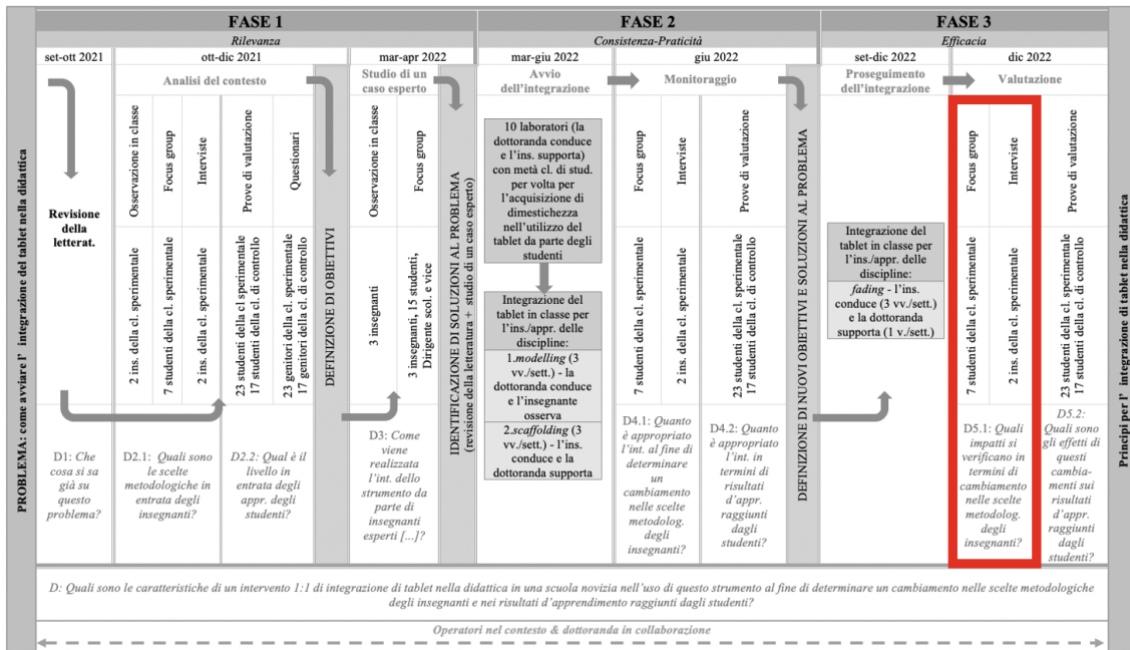 PROBLEMA: come avviare l' integrazione del tablet nella didattica
FASE 1
Rilevanza
set-ott 2021
ott-dic 2021
mar-apr 2022
Revisione
della
letterat.
Analisi del contesto
Osservazione in classe
Focus group
Interviste
Prove di valutazione
Questionari
2 ins. della cl. sperimentale
7 studenti della cl. sperimentale
2 ins. della cl. sperimentale
23 studenti della cl sperimentale
17 studenti della cl. di controllo
23 genitori della cl. sperimentale
17 genitori della cl. di controllo
DEFINIZIONE DI OBIETTIVI
Studio di un
caso esperto
Osservazione in classe
Focus group
3 insegnanti
3 insegnanti, 15 studenti,
Dirigente scol. e vice
D1: Che
cosa si sa
già su
questo
problema?
D2.1: Quali sono
le scelte
metodologiche in
entrata degli
insegnanti?
D2.2: Qual è il
livello in
entrata degli
appr. degli
studenti?
D3: Come
viene
realizzata
l'int. dello
strumento da
parte di
insegnanti
esperti [...]?
IDENTIFICAZIONE DI SOLUZIONI AL PROBLEMA
(revisione della letteratura + studio di un caso esperto)
FASE 2
Consistenza-Praticità
mar-giu 2022
giu 2022
Avvio
dell'integrazione
Monitoraggio
10 laboratori (la
dottoranda conduce
e l'ins. supporta)
con metà cl. di stud.
per volta per
l'acquisizione di
dimestichezza
nell'utilizzo del
tablet da parte degli
studenti
Integrazione del
tablet in classe per
l'ins./appr. delle
discipline:
1.modelling (3
vv./sett.) - la
dottoranda conduce
e l'insegnante
osserva
2.scaffolding (3
vv./sett.) - l'ins.
conduce e la
dottoranda supporta
Focus group
Interviste
Prove di valutazione
7 studenti della cl. sperimentale
2 ins. della cl. sperimentale
23 studenti della cl. sperimentale
17 studenti della cl. di controllo
D4.1: Quanto
è appropriato
l'int. al fine di
determinare
un
cambiamento
nelle scelte
metodolog.
degli
insegnanti?
D4.2: Quanto
è appropriato
l'int. in
termini di
risultati
d'appr.
raggiunti
dagli
studenti?
DEFINIZIONE DI NUOVI OBIETTIVI E SOLUZIONI AL PROBLEMA
FASE 3
Efficacia
set-dic 2022
dic 2022
Proseguimento
dell'integrazione
Valutazione
Integrazione del
tablet in classe per
l'ins./appr. delle
discipline:
fading - l'ins.
conduce (3 vv./sett.)
e la dottoranda
supporta (1 v./sett.)
Focus group
Interviste
Prove di valutazione
7 studenti della cl. sperimentale
2 ins. della cl. sperimentale
23 studenti della cl. sperimentale
17 studenti della cl. di controllo
D5.1: Quali
impatti si
verificano in
termini di
cambiamento
nelle scelte
metodolog.
degli
insegnanti?
D5.2:
Quali sono
gli effetti di
questi
cambia-
menti sui
risultati
d'appr.
raggiunti
dagli
studenti?
Principi per l' integrazione di tablet nella didattica
D: Quali sono le caratteristiche di un intervento 1:1 di integrazione di tablet nella didattica in una scuola novizia nell'uso di questo strumento al fine di determinare un cambiamento nelle scelte metodologiche
degli insegnanti e nei risultati d'apprendimento raggiunti dagli studenti?
Operatori nel contesto & dottoranda in collaborazione